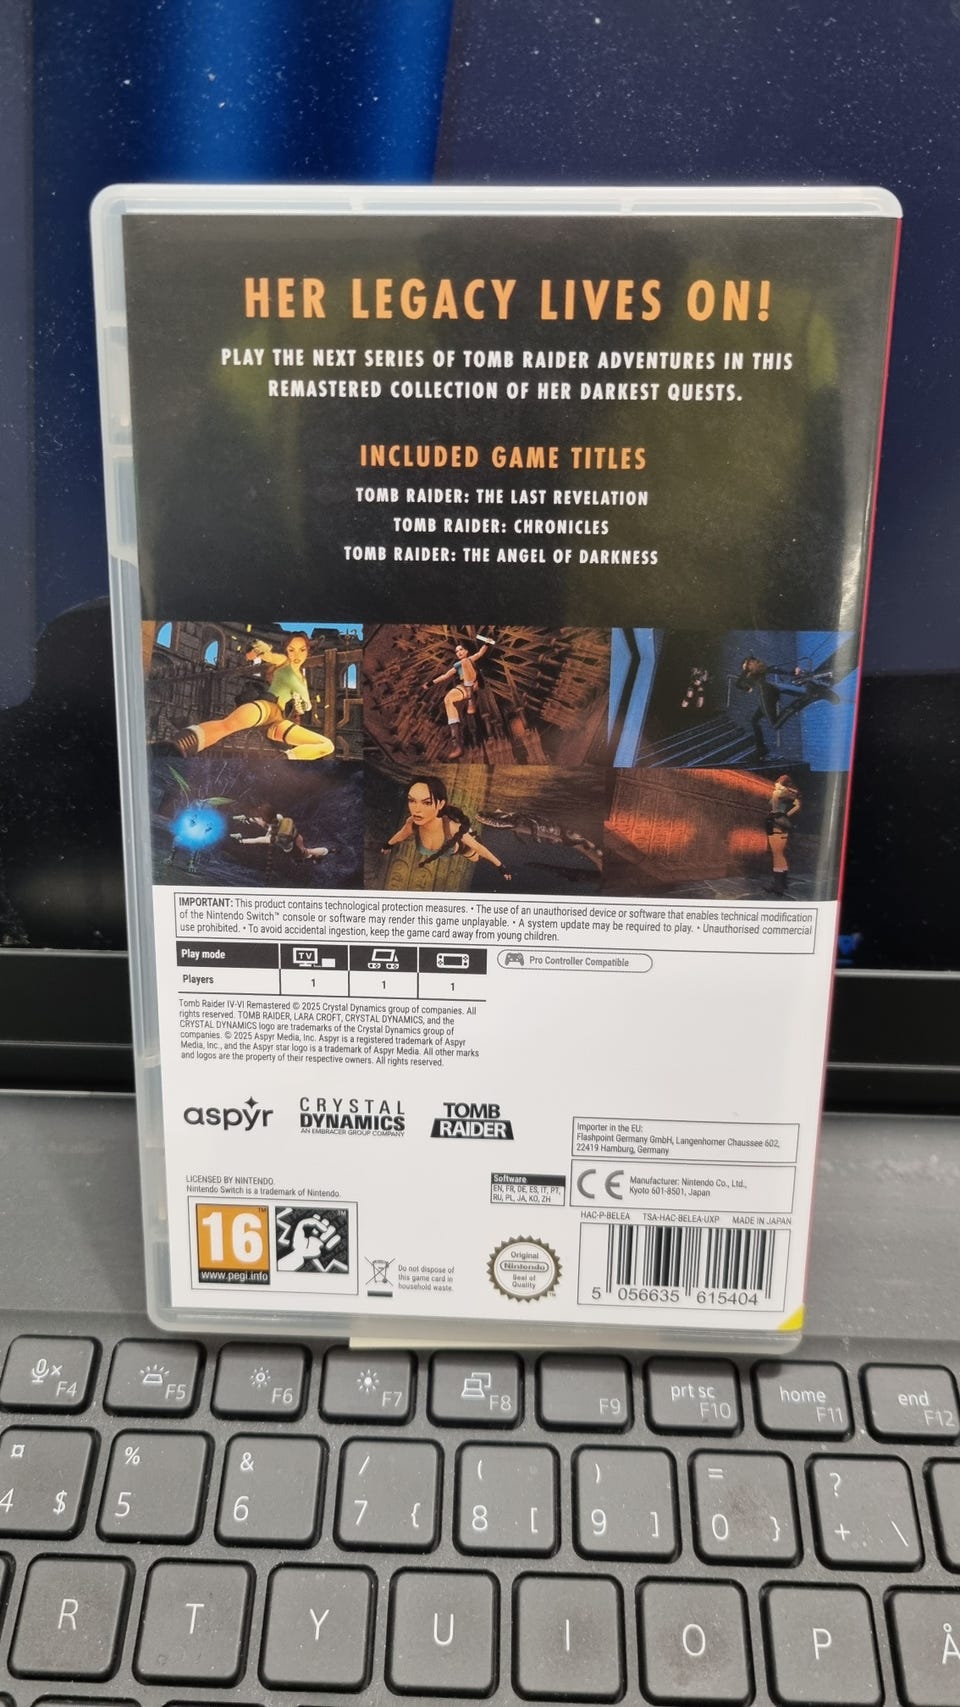 HER LEGACY LIVES ON!
PLAY THE NEXT SERIES OF TOMB RAIDER ADVENTURES IN THIS
REMASTERED COLLECTION OF HER DARKEST QUESTS.
INCLUDED GAME TITLES
TOMB RAIDER: THE LAST REVELATION
TOMB RAIDER: CHRONICLES
TOMB RAIDER: THE ANGEL OF DARKNESS
IMPORTANT: This product contains technological protection measures. • The use of an unauthorised device or software that enables technical modification
of the Nintendo Switch™ console or software may render this game unplayable. • A system update may be required to play. • Unauthorised commercial
use prohibited. • To avoid accidental ingestion, keep the game card away from young children.
Play mode TV
Pro Controller Compatible
Players 1 1 1
Tomb Raider IV-VI Remastered © 2025 Crystal Dynamics group of companies. All
rights reserved. TOMB RAIDER, LARA CROFT, CRYSTAL DYNAMICS, and the
CRYSTAL DYNAMICS logo are trademarks of the Crystal Dynamics group of
companies. © 2025 Aspyr Media, Inc. Aspyr is a registered trademark of Aspyr
Media, Inc., and the Aspyr star logo is a trademark of Aspyr Media. All other marks
and logos are the property of their respective owners. All rights reserved.
aspyr
CRYSTAL
DYNAMICS
AN EMBRACER GROUP COMPANY
TOMB
RAIDER
Importer in the EU:
Flashpoint Germany GmbH, Langenhorner Chaussee 602,
22419 Hamburg, Germany
LICENSED BY NINTENDO.
Nintendo Switch is a trademark of Nintendo.
Software
EN, FR, DE, ES, IT, PT,
RU, PL, JA, KO, ZH
CE
Manufacturer: Nintendo Co., Ltd.,
Kyoto 601-8501, Japan
HAC-P-BELEA TSA-HAC-BELEA-UXP MADE IN JAPAN
16
www.pegi.info
Do not dispose of
this game card in
household waste.
Original
Nintendo
Seal of
Quality
5 056635 615404
F4 F5 F6 F7 F8 F9 prt sc F10 home F11 end F12
¤ % & / ( ) = ?
4 $ 5 6 7 { 8 [ 9 ] 0 } + \
R T Y U I O P Å